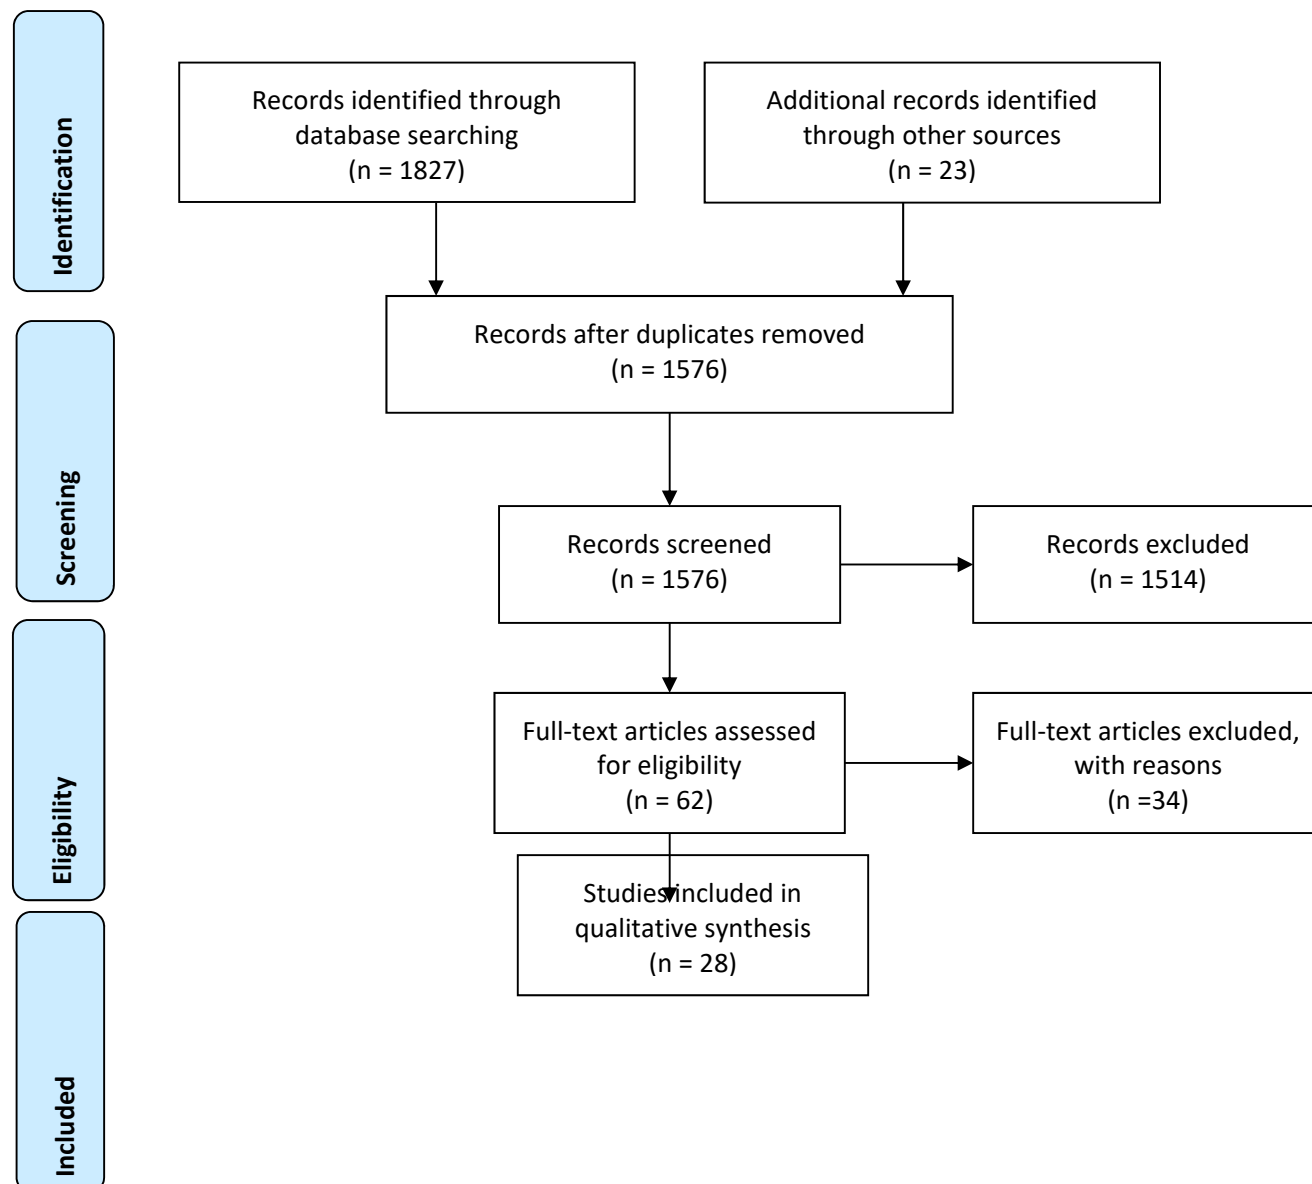 Identification
Records identified through
database searching
(n = 1827)
Additional records identified
through other sources
(n = 23)
Records after duplicates removed
(n = 1576)
Screening
Records screened
(n = 1576)
Records excluded
(n = 1514)
Eligibility
Full-text articles assessed
for eligibility
(n = 62)
Full-text articles excluded,
with reasons
(n =34)
Studies included in
qualitative synthesis
(n = 28)
Included